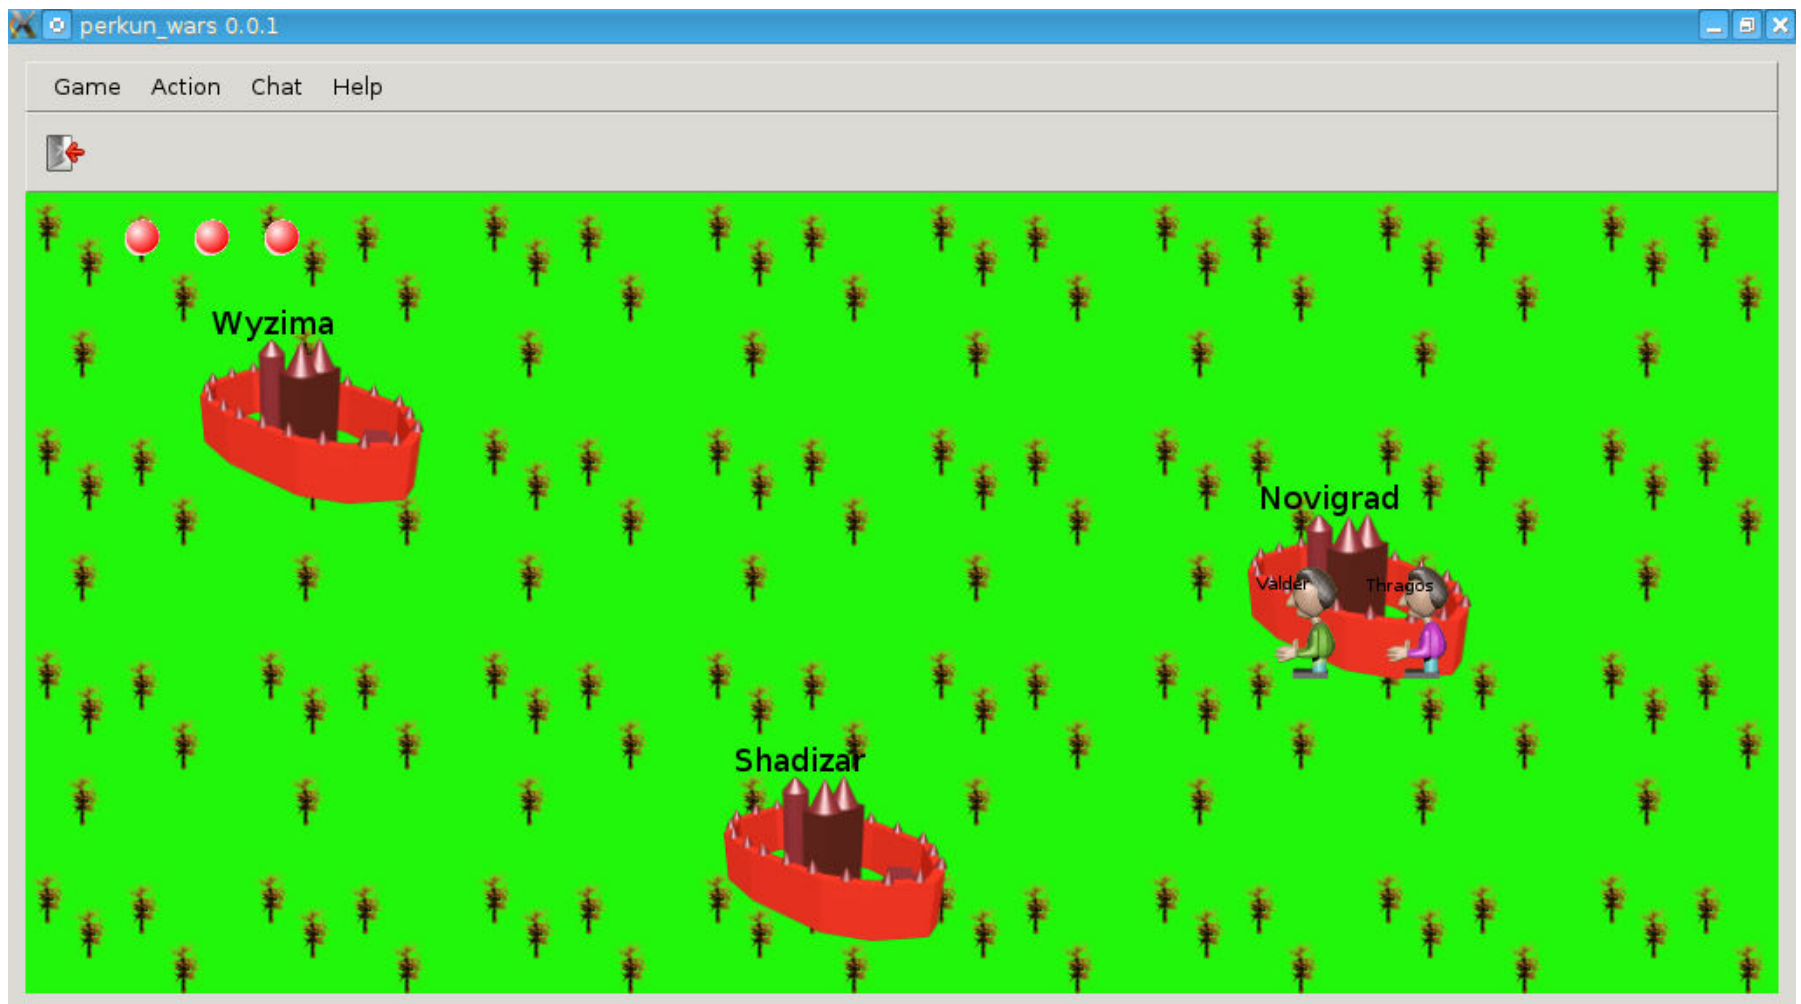 perkun_wars 0.0.1
Game Action Chat Help
Wyzima
Novigrad
Valder Thragos
Shadizar